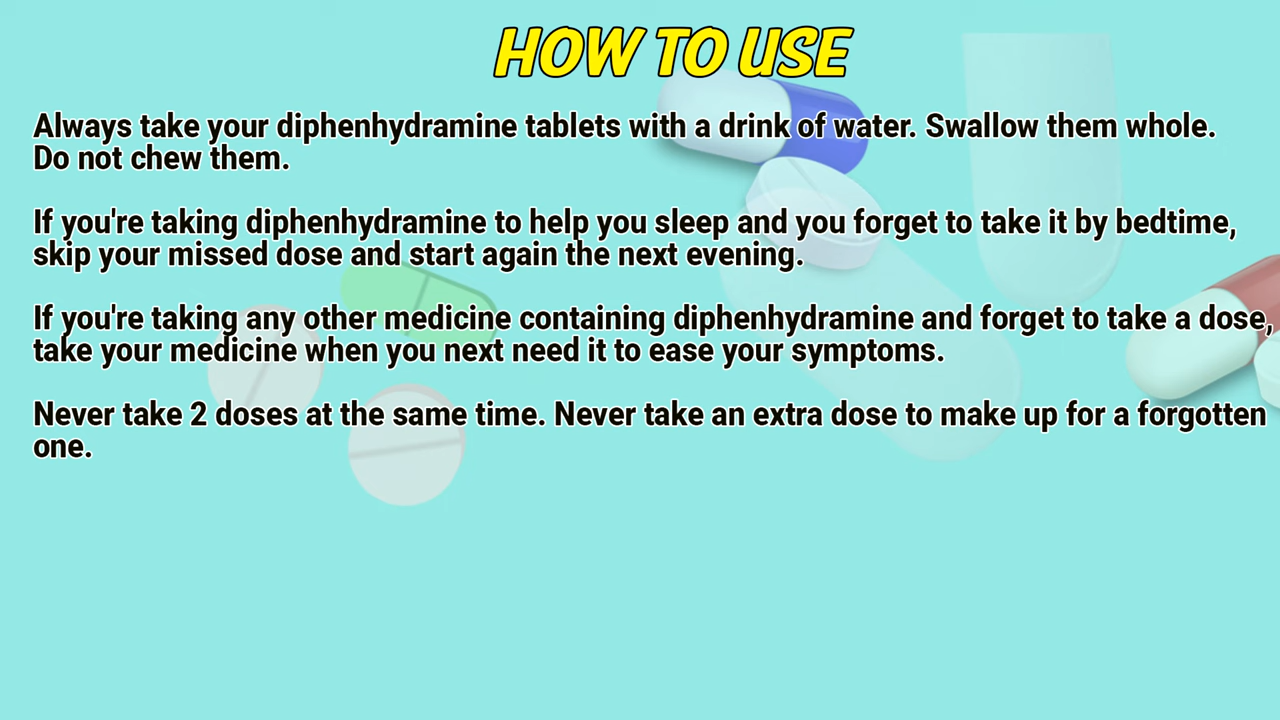 HOW TO USE
Always take your diphenhydramine tablets with a drink of water. Swallow them whole.
Do not chew them.
If you're taking diphenhydramine to help you sleep and you forget to take it by bedtime,
skip your missed dose and start again the next evening.
If you're taking any other medicine containing diphenhydramine and forget to take a dose,
take your medicine when you next need it to ease your symptoms.
Never take 2 doses at the same time. Never take an extra dose to make up for a forgotten
one.